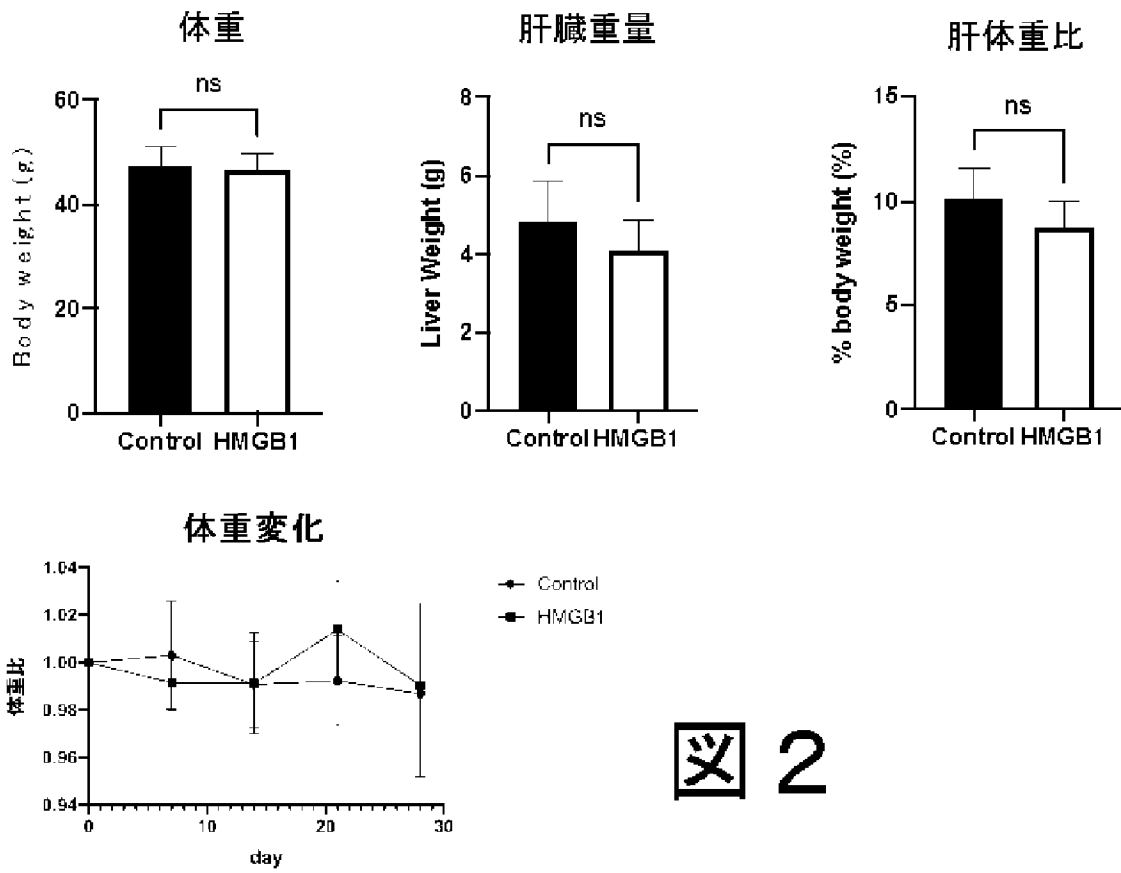 体重
ns
Body weight (g)
60
40
20
0
Control HMGB1
肝臓重量
ns
Liver Weight (g)
8
6
4
2
0
Control HMGB1
肝体重比
ns
% body weight (%)
15
10
5
0
Control HMGB1
体重変化
体重比
1.04
1.02
1.00
0.98
0.96
0.94
0 10 20 30
day
Control
HMGB1
図2